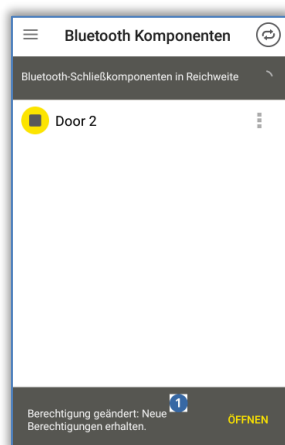 Bluetooth Komponenten
Bluetooth-Schließkomponenten in Reichweite
Door 2
1
Berechtigung geändert: Neue
Berechtigungen erhalten.
ÖFFNEN